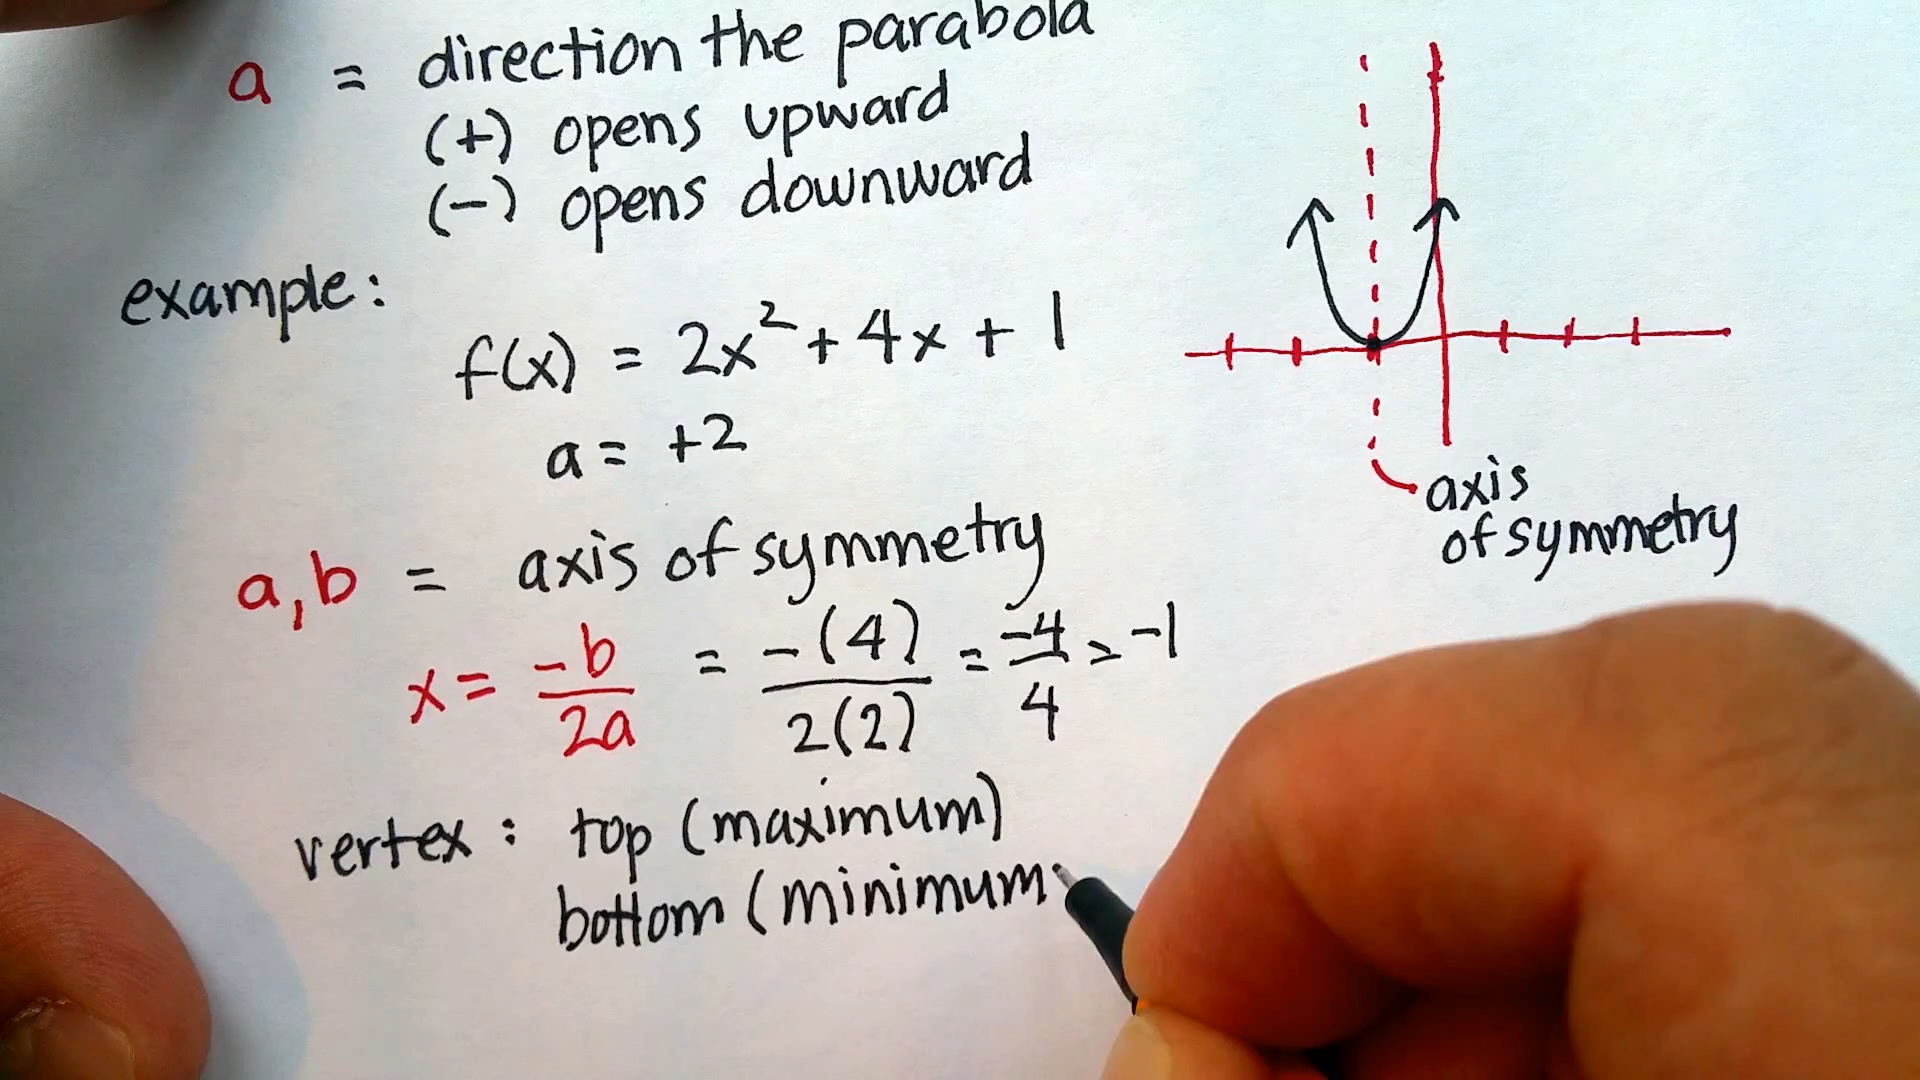 a = direction the parabola
(+) opens upward
(-) opens downward
example:
f(x) = 2x² + 4x + 1
a = +2
a,b = axis of symmetry
x = -b/2a = -(4)/2(2) = -4/4 = -1
vertex : top (maximum)
bottom (minimum
axis
of symmetry